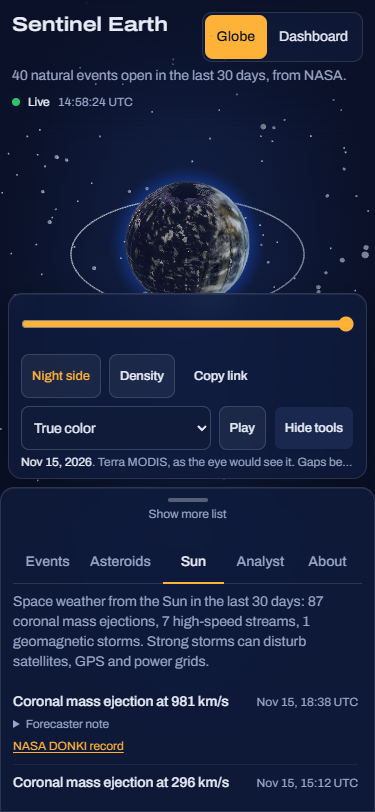 Sentinel Earth
Globe
Dashboard
40 natural events open in the last 30 days, from NASA.
Live 14:58:24 UTC
Night side
Density
Copy link
True color
Play
Hide tools
Nov 15, 2026. Terra MODIS, as the eye would see it. Gaps be...
Show more list
Events
Asteroids
Sun
Analyst
About
Space weather from the Sun in the last 30 days: 87
coronal mass ejections, 7 high-speed streams, 1
geomagnetic storms. Strong storms can disturb
satellites, GPS and power grids.
Coronal mass ejection at 981 km/s
Nov 15, 18:38 UTC
Forecaster note
NASA DONKI record
Coronal mass ejection at 296 km/s
Nov 15, 15:12 UTC